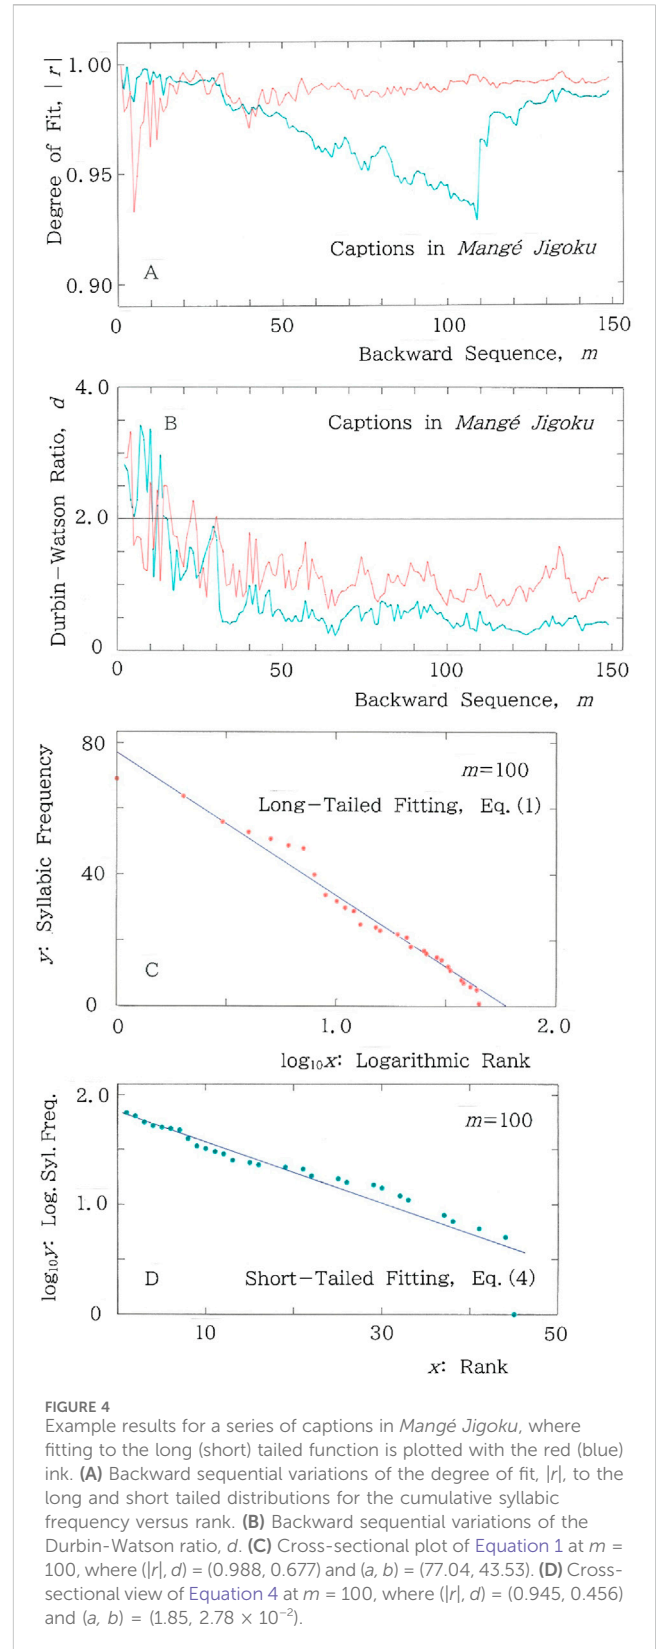 1.00
0.95
0.90
Degree of Fit, | r |
Captions in Mangé Jigoku
A
0 50 100 150
Backward Sequence, m
4.0
2.0
0
Durbin−Watson Ratio, d
B
Captions in Mangé Jigoku
0 50 100 150
Backward Sequence, m
80
40
0
y: Syllabic Frequency
m=100
Long−Tailed Fitting, Eq. (1)
C
0 1.0 2.0
log₁₀x: Logarithmic Rank
2.0
1.0
0
log₁₀y: Log. Syl. Freq.
m=100
D
Short−Tailed Fitting, Eq. (4)
10 30 50
x: Rank
FIGURE 4
Example results for a series of captions in Mangé Jigoku, where
fitting to the long (short) tailed function is plotted with the red (blue)
ink. (A) Backward sequential variations of the degree of fit, |r|, to the
long and short tailed distributions for the cumulative syllabic
frequency versus rank. (B) Backward sequential variations of the
Durbin-Watson ratio, d. (C) Cross-sectional plot of Equation 1 at m =
100, where (|r|, d) = (0.988, 0.677) and (a, b) = (77.04, 43.53). (D) Cross-
sectional view of Equation 4 at m = 100, where (|r|, d) = (0.945, 0.456)
and (a, b) = (1.85, 2.78 × 10⁻²).